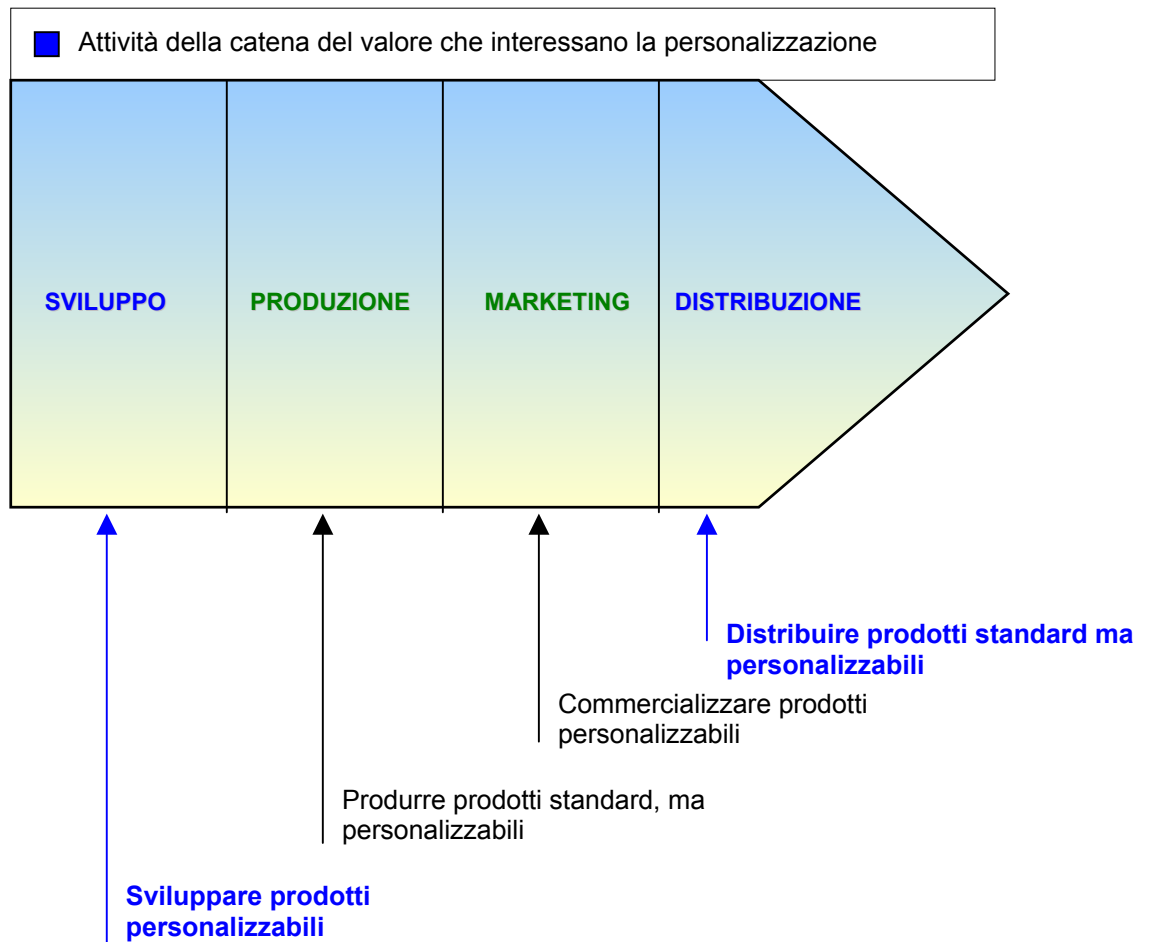 Attività della catena del valore che interessano la personalizzazione
SVILUPPO
PRODUZIONE
MARKETING
DISTRIBUZIONE
Distribuire prodotti standard ma
personalizzabili
Commercializzare prodotti
personalizzabili
Produrre prodotti standard, ma
personalizzabili
Sviluppare prodotti
personalizzabili